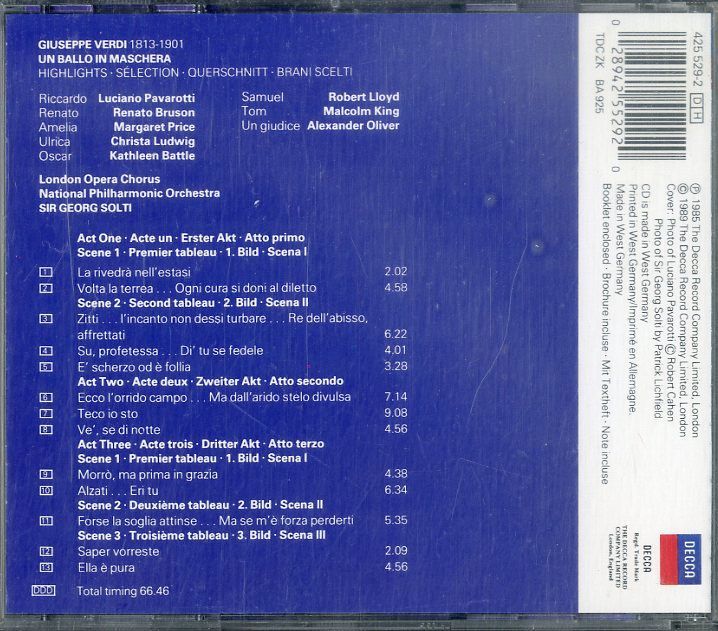 GIUSEPPE VERDI 1813-1901
UN BALLO IN MASCHERA
HIGHLIGHTS · SÉLECTION · QUERSCHNITT · BRANI SCELTI
Riccardo Luciano Pavarotti
Renato Renato Bruson
Amelia Margaret Price
Ulrica Christa Ludwig
Oscar Kathleen Battle
Samuel Robert Lloyd
Tom Malcolm King
Un giudice Alexander Oliver
London Opera Chorus
National Philharmonic Orchestra
SIR GEORG SOLTI
Act One · Acte un · Erster Akt · Atto primo
Scene 1 · Premier tableau · 1. Bild · Scena I
1 La rivedrà nell'estasi 2.02
2 Volta la terrea . . . Ogni cura si doni al diletto 4.58
Scene 2 · Second tableau · 2. Bild · Scena II
3 Zitti . . . l'incanto non dessi turbare . . . Re dell'abisso,
affrettati 6.22
4 Su, profetessa . . . Di' tu se fedele 4.01
5 E' scherzo od è follia 3.28
Act Two · Acte deux · Zweiter Akt · Atto secondo
6 Ecco l'orrido campo . . . Ma dall'arido stelo divulsa 7.14
7 Teco io sto 9.08
8 Ve', se di notte 4.56
Act Three · Acte trois · Dritter Akt · Atto terzo
Scene 1 · Premier tableau · 1. Bild · Scena I
9 Morrò, ma prima in grazia 4.38
10 Alzati . . . Eri tu 6.34
Scene 2 · Deuxième tableau · 2. Bild · Scena II
11 Forse la soglia attinse . . . Ma se m'è forza perderti 5.35
Scene 3 · Troisième tableau · 3. Bild · Scena III
12 Saper vorreste 2.09
13 Ella è pura 4.56
DDD Total timing 66.46
425 529-2 DH
0 28942 55292 0
TDC ZK BA 925
℗ 1985 The Decca Record Company Limited, London
© 1989 The Decca Record Company Limited, London
Cover: Photo of Luciano Pavarotti © Robert Cahen
Photo of Sir Georg Solti by Patrick Lichfield
CD is made in West Germany
Printed in West Germany/Imprimé en Allemagne.
Made in West Germany
Booklet enclosed · Brochure incluse · Mit Textheft · Note incluse
DECCA
DECCA
Regd. Trade Mark
THE DECCA RECORD
COMPANY LIMITED
London, England